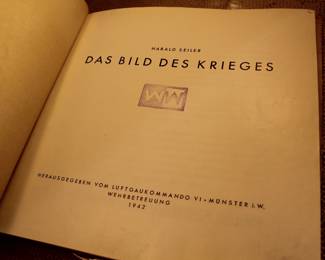 HARALD SEILER
DAS BILD DES KRIEGES
WW
HERAUSGEGEBEN VOM LUFTGAUKOMMANDO VI • MÜNSTER i.W.
WEHRBETREUUNG
1942